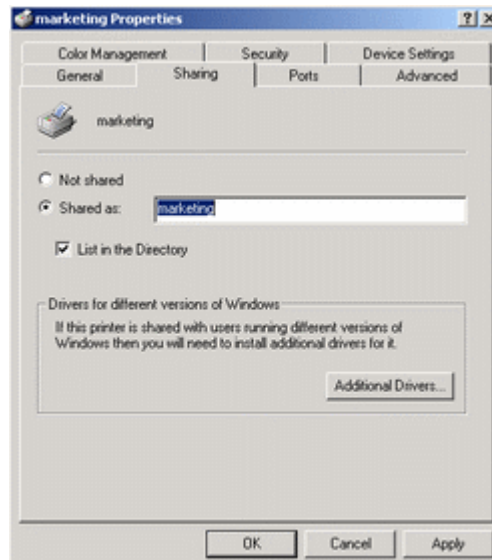 marketing Properties
Color Management Security Device Settings
General Sharing Ports Advanced
marketing
Not shared
Shared as: marketing
List in the Directory
Drivers for different versions of Windows
If this printer is shared with users running different versions of
Windows then you will need to install additional drivers for it.
Additional Drivers...
OK Cancel Apply